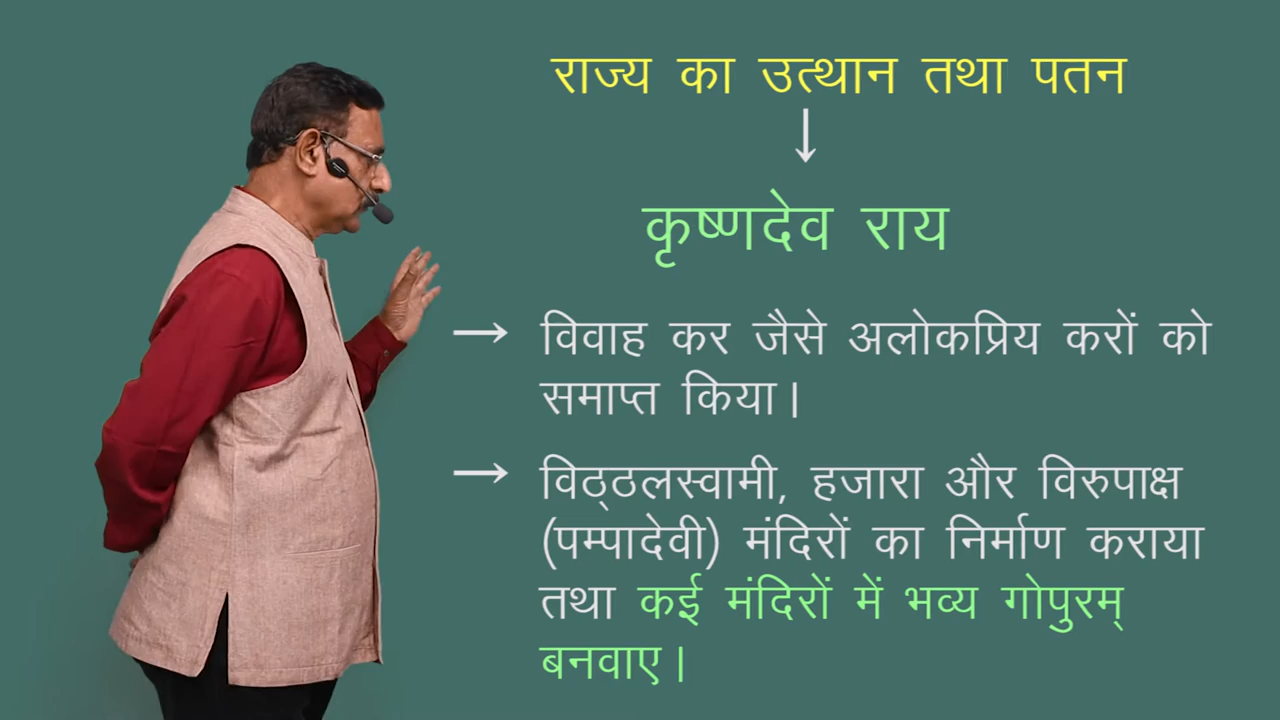 राज्य का उत्थान तथा पतन
↓
कृष्णदेव राय
→ विवाह कर जैसे अलोकप्रिय करों को
समाप्त किया।
→ विठ्ठलस्वामी, हजारा और विरुपाक्ष
(पम्पादेवी) मंदिरों का निर्माण कराया
तथा कई मंदिरों में भव्य गोपुरम्
बनवाए।